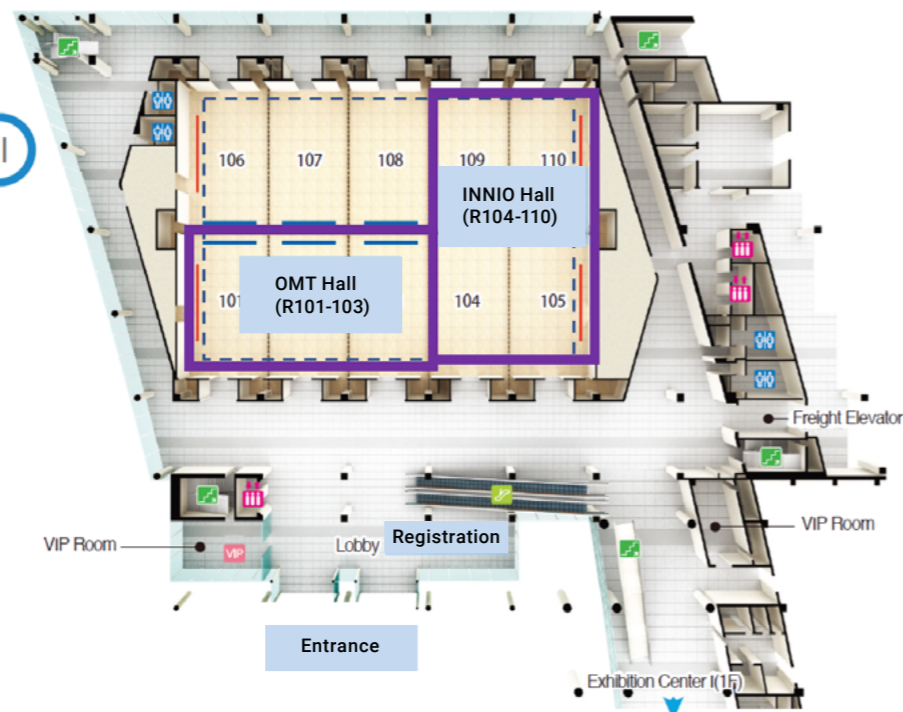 106
107
108
109
110
INNIO Hall
(R104-110)
OMT Hall
(R101-103)
104
105
Freight Elevator
VIP Room
VIP
Lobby
Registration
VIP Room
Entrance
Exhibition Center I(1F)